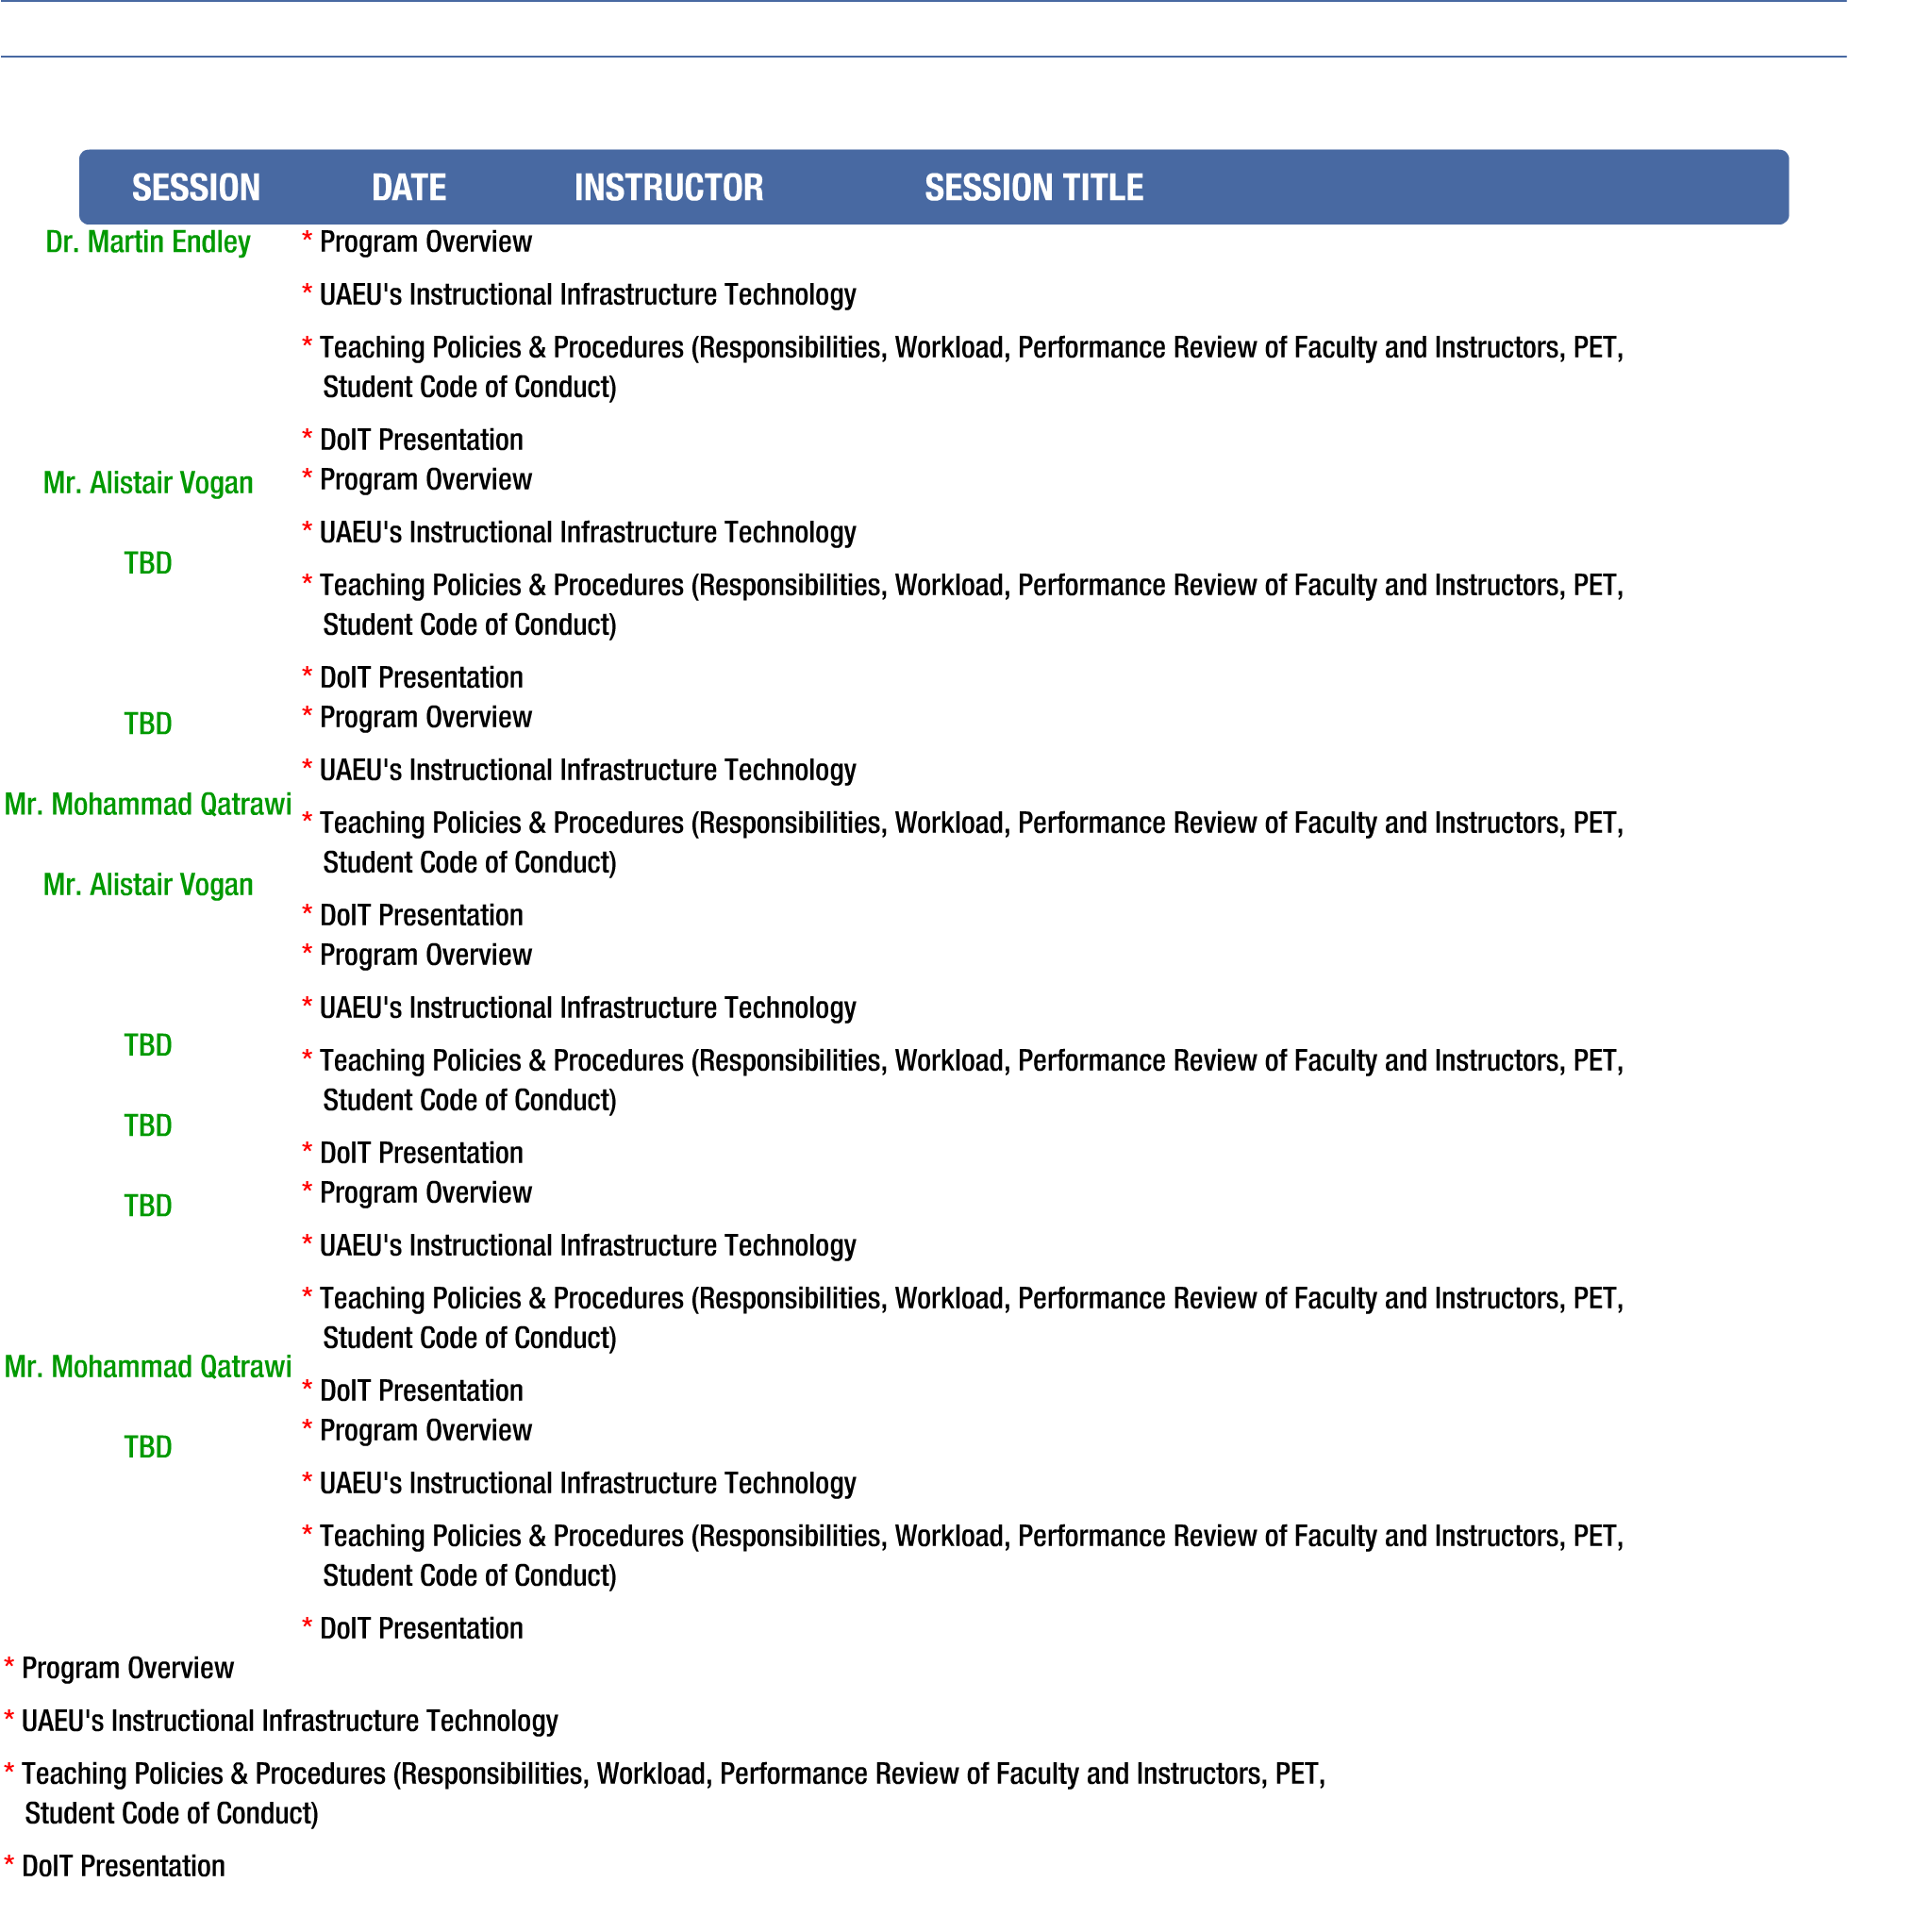 SESSION DATE INSTRUCTOR SESSION TITLE
Dr. Martin Endley * Program Overview
* UAEU's Instructional Infrastructure Technology
* Teaching Policies & Procedures (Responsibilities, Workload, Performance Review of Faculty and Instructors, PET,
Student Code of Conduct)
* DoIT Presentation
Mr. Alistair Vogan * Program Overview
* UAEU's Instructional Infrastructure Technology
TBD
* Teaching Policies & Procedures (Responsibilities, Workload, Performance Review of Faculty and Instructors, PET,
Student Code of Conduct)
* DoIT Presentation
TBD * Program Overview
* UAEU's Instructional Infrastructure Technology
Mr. Mohammad Qatrawi
* Teaching Policies & Procedures (Responsibilities, Workload, Performance Review of Faculty and Instructors, PET,
Student Code of Conduct)
Mr. Alistair Vogan
* DoIT Presentation
* Program Overview
* UAEU's Instructional Infrastructure Technology
TBD
* Teaching Policies & Procedures (Responsibilities, Workload, Performance Review of Faculty and Instructors, PET,
Student Code of Conduct)
TBD
* DoIT Presentation
* Program Overview
TBD
* UAEU's Instructional Infrastructure Technology
* Teaching Policies & Procedures (Responsibilities, Workload, Performance Review of Faculty and Instructors, PET,
Student Code of Conduct)
Mr. Mohammad Qatrawi
* DoIT Presentation
* Program Overview
TBD
* UAEU's Instructional Infrastructure Technology
* Teaching Policies & Procedures (Responsibilities, Workload, Performance Review of Faculty and Instructors, PET,
Student Code of Conduct)
* DoIT Presentation
* Program Overview
* UAEU's Instructional Infrastructure Technology
* Teaching Policies & Procedures (Responsibilities, Workload, Performance Review of Faculty and Instructors, PET,
Student Code of Conduct)
* DoIT Presentation